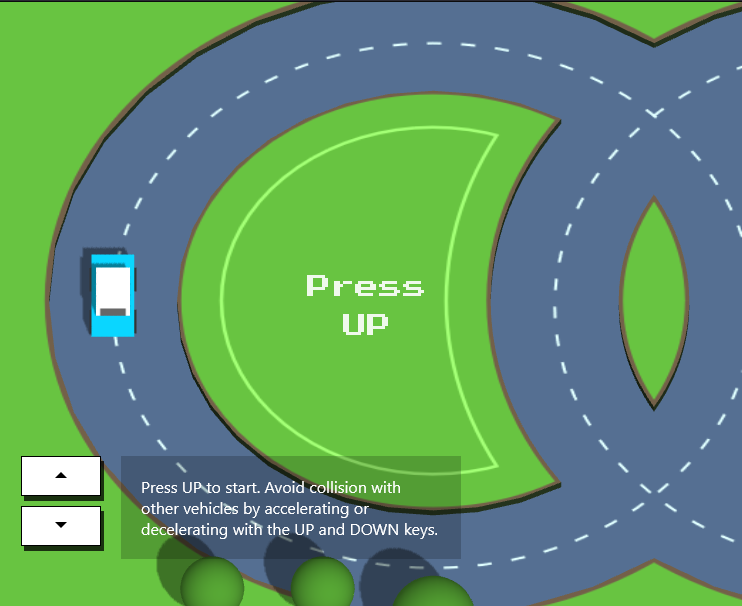 Press
UP
Press UP to start. Avoid collision with
other vehicles by accelerating or
decelerating with the UP and DOWN keys.